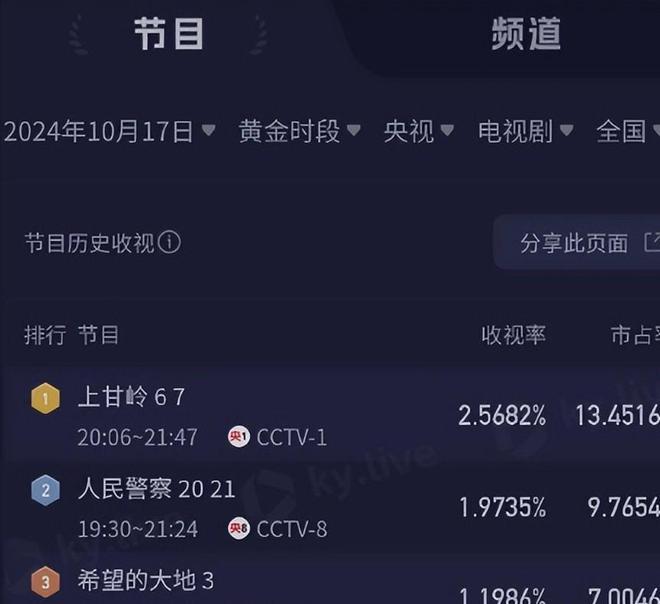 节目 频道
2024年10月17日 黄金时段 央视 电视剧 全国
节目历史收视 分享此页面
排行 节目 收视率 市占率
1 上甘岭 6 7 2.5682% 13.4516
20:06~21:47 央1 CCTV-1
2 人民警察 20 21 1.9735% 9.7654
19:30~21:24 央8 CCTV-8
3 希望的大地 3 1.1986% 7.0046
ky.live
ky.live